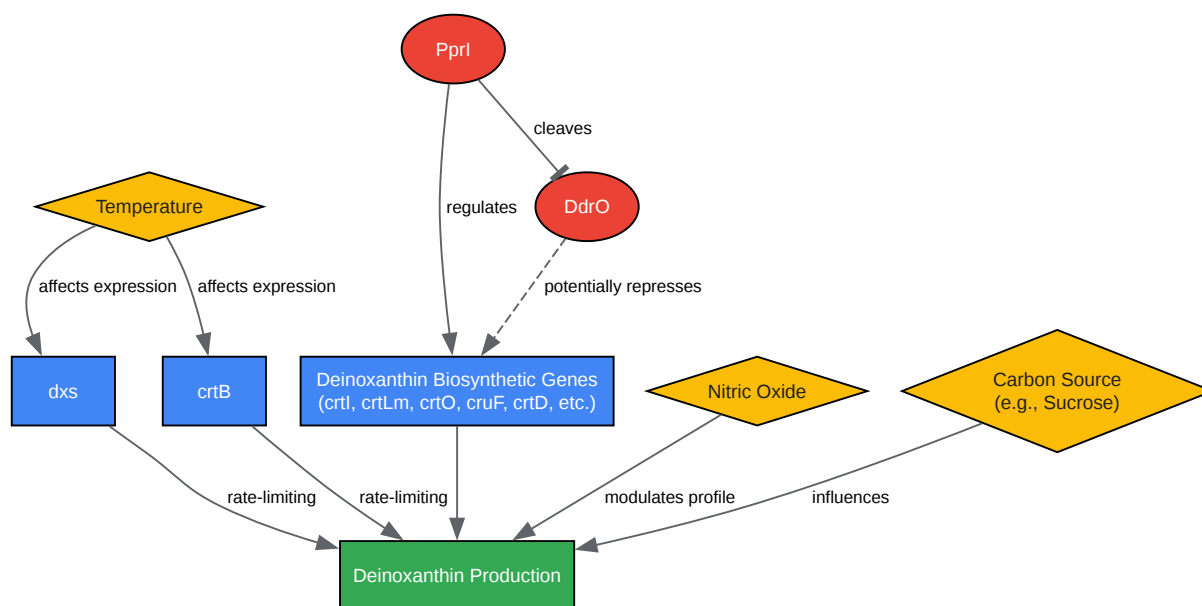 PprI
cleaves
Temperature
regulates
DdrO
affects expression
affects expression
potentially represses
dxs
crtB
Deinoxanthin Biosynthetic Genes
(crtI, crtLm, crtO, cruF, crtD, etc.)
Nitric Oxide
Carbon Source
(e.g., Sucrose)
rate-limiting
rate-limiting
modulates profile
influences
Deinoxanthin Production